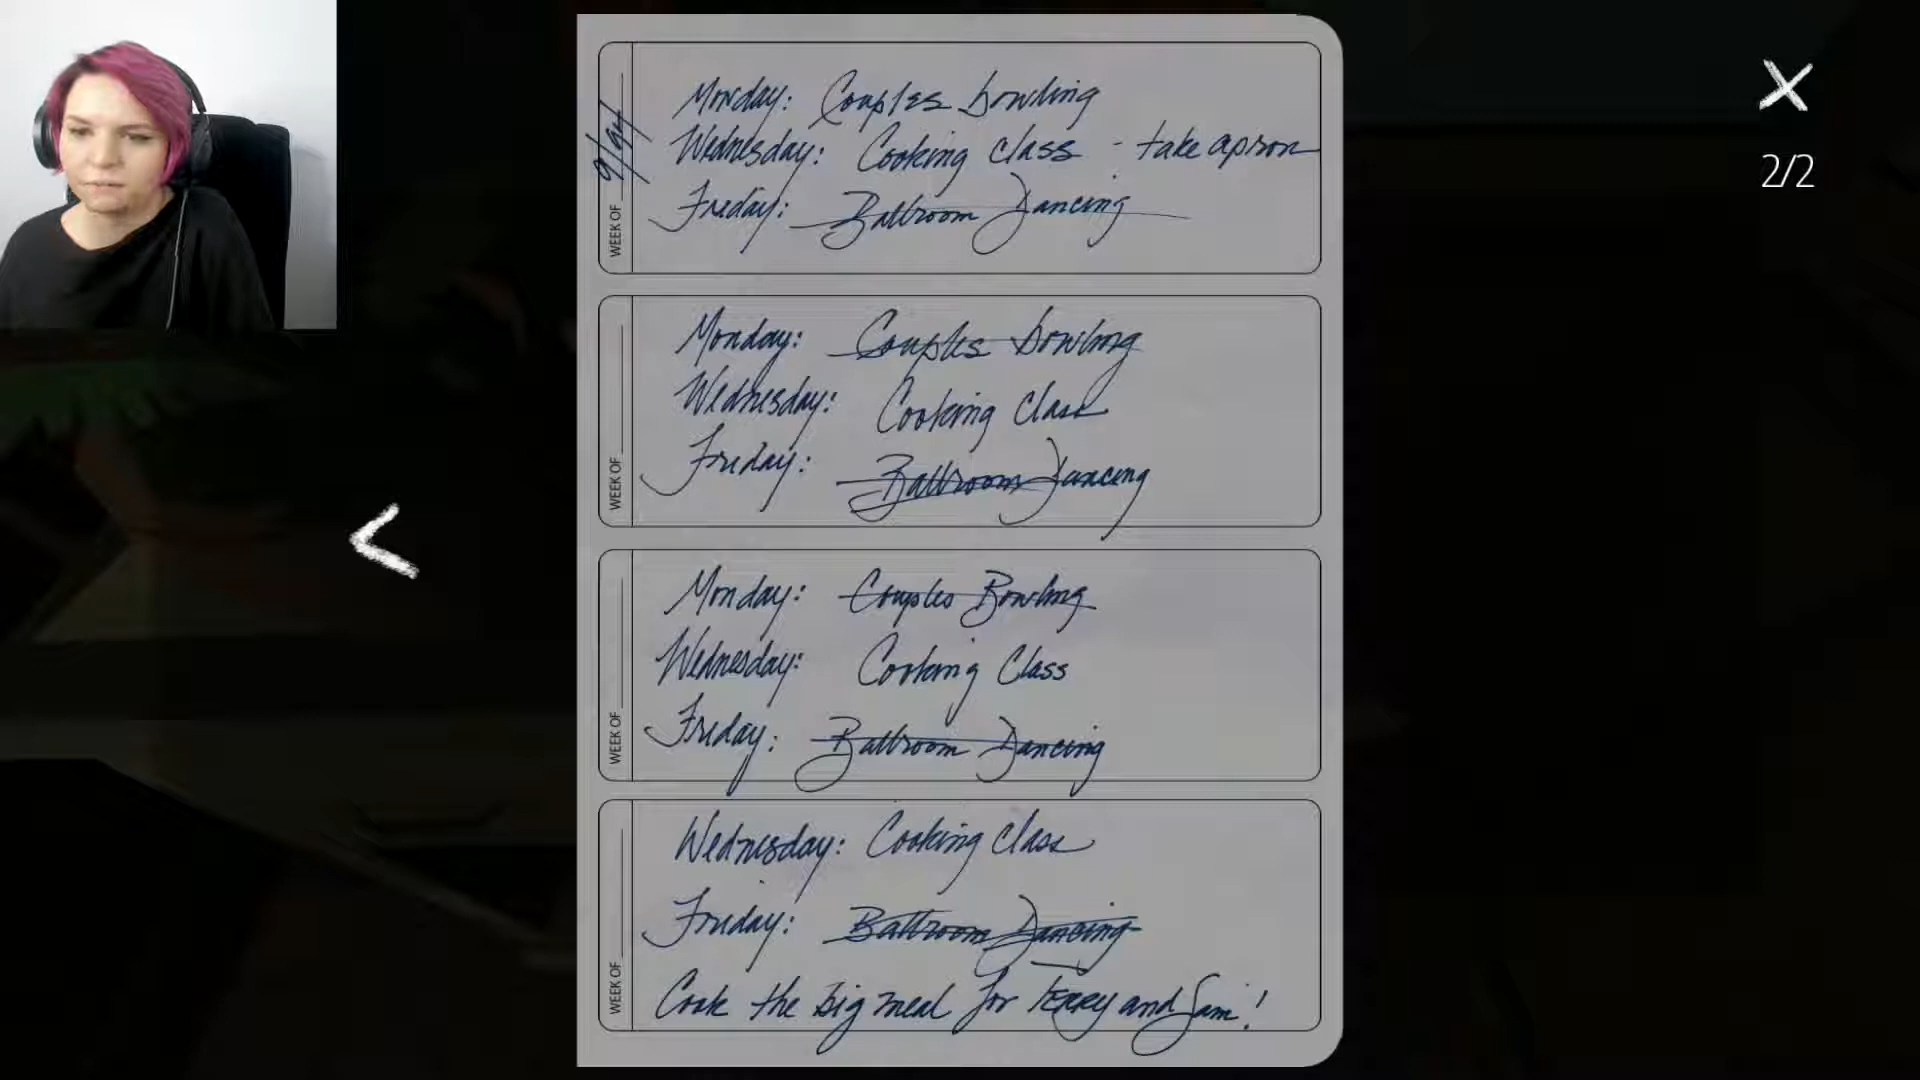 WEEK OF 9/24
Monday: Couples bowling
Wednesday: Cooking class - take apron
Friday: Ballroom Dancing
WEEK OF
Monday: Couples bowling
Wednesday: Cooking Class
Friday: Ballroom Dancing
WEEK OF
Monday: Couples Bowling
Wednesday: Cooking Class
Friday: Ballroom Dancing
WEEK OF
Wednesday: Cooking Class
Friday: Ballroom Dancing
Cook the big meal for Terry and Sam!
2/2